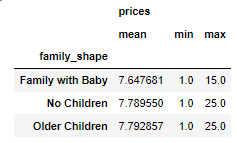 prices
mean min max
family_shape
Family with Baby 7.647681 1.0 15.0
No Children 7.789550 1.0 25.0
Older Children 7.792857 1.0 25.0